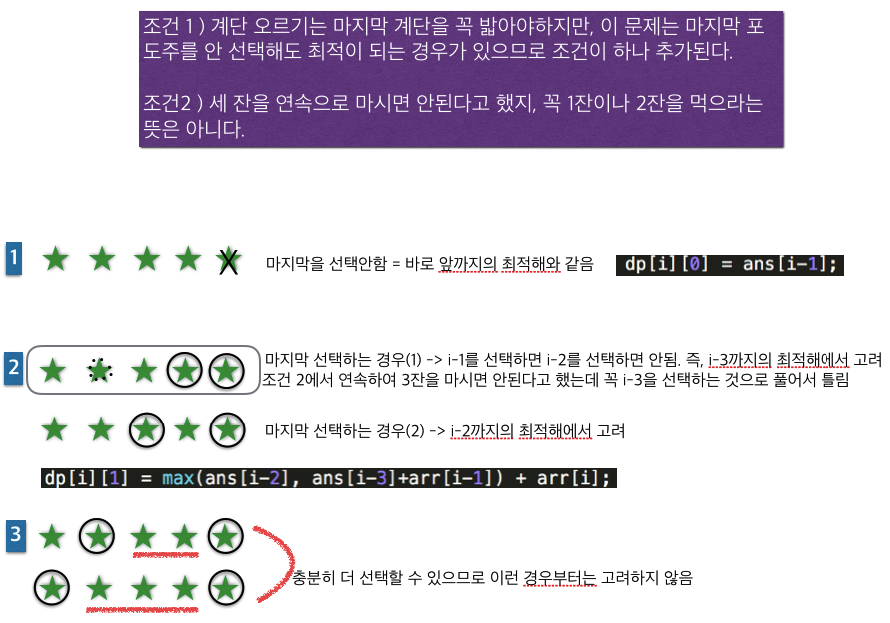 조건 1 ) 계단 오르기는 마지막 계단을 꼭 밟아야하지만, 이 문제는 마지막 포
도주를 안 선택해도 최적이 되는 경우가 있으므로 조건이 하나 추가된다.
조건2 ) 세 잔을 연속으로 마시면 안된다고 했지, 꼭 1잔이나 2잔을 먹으라는
뜻은 아니다.
1
X
마지막을 선택안함 = 바로 앞까지의 최적해와 같음
dp[i][0] = ans[i-1];
2
마지막 선택하는 경우(1) -> i-1를 선택하면 i-2를 선택하면 안됨. 즉, i-3까지의 최적해에서 고려
조건 2에서 연속하여 3잔을 마시면 안된다고 했는데 꼭 i-3을 선택하는 것으로 풀어서 틀림
마지막 선택하는 경우(2) -> i-2까지의 최적해에서 고려
dp[i][1] = max(ans[i-2], ans[i-3]+arr[i-1]) + arr[i];
3
충분히 더 선택할 수 있으므로 이런 경우부터는 고려하지 않음